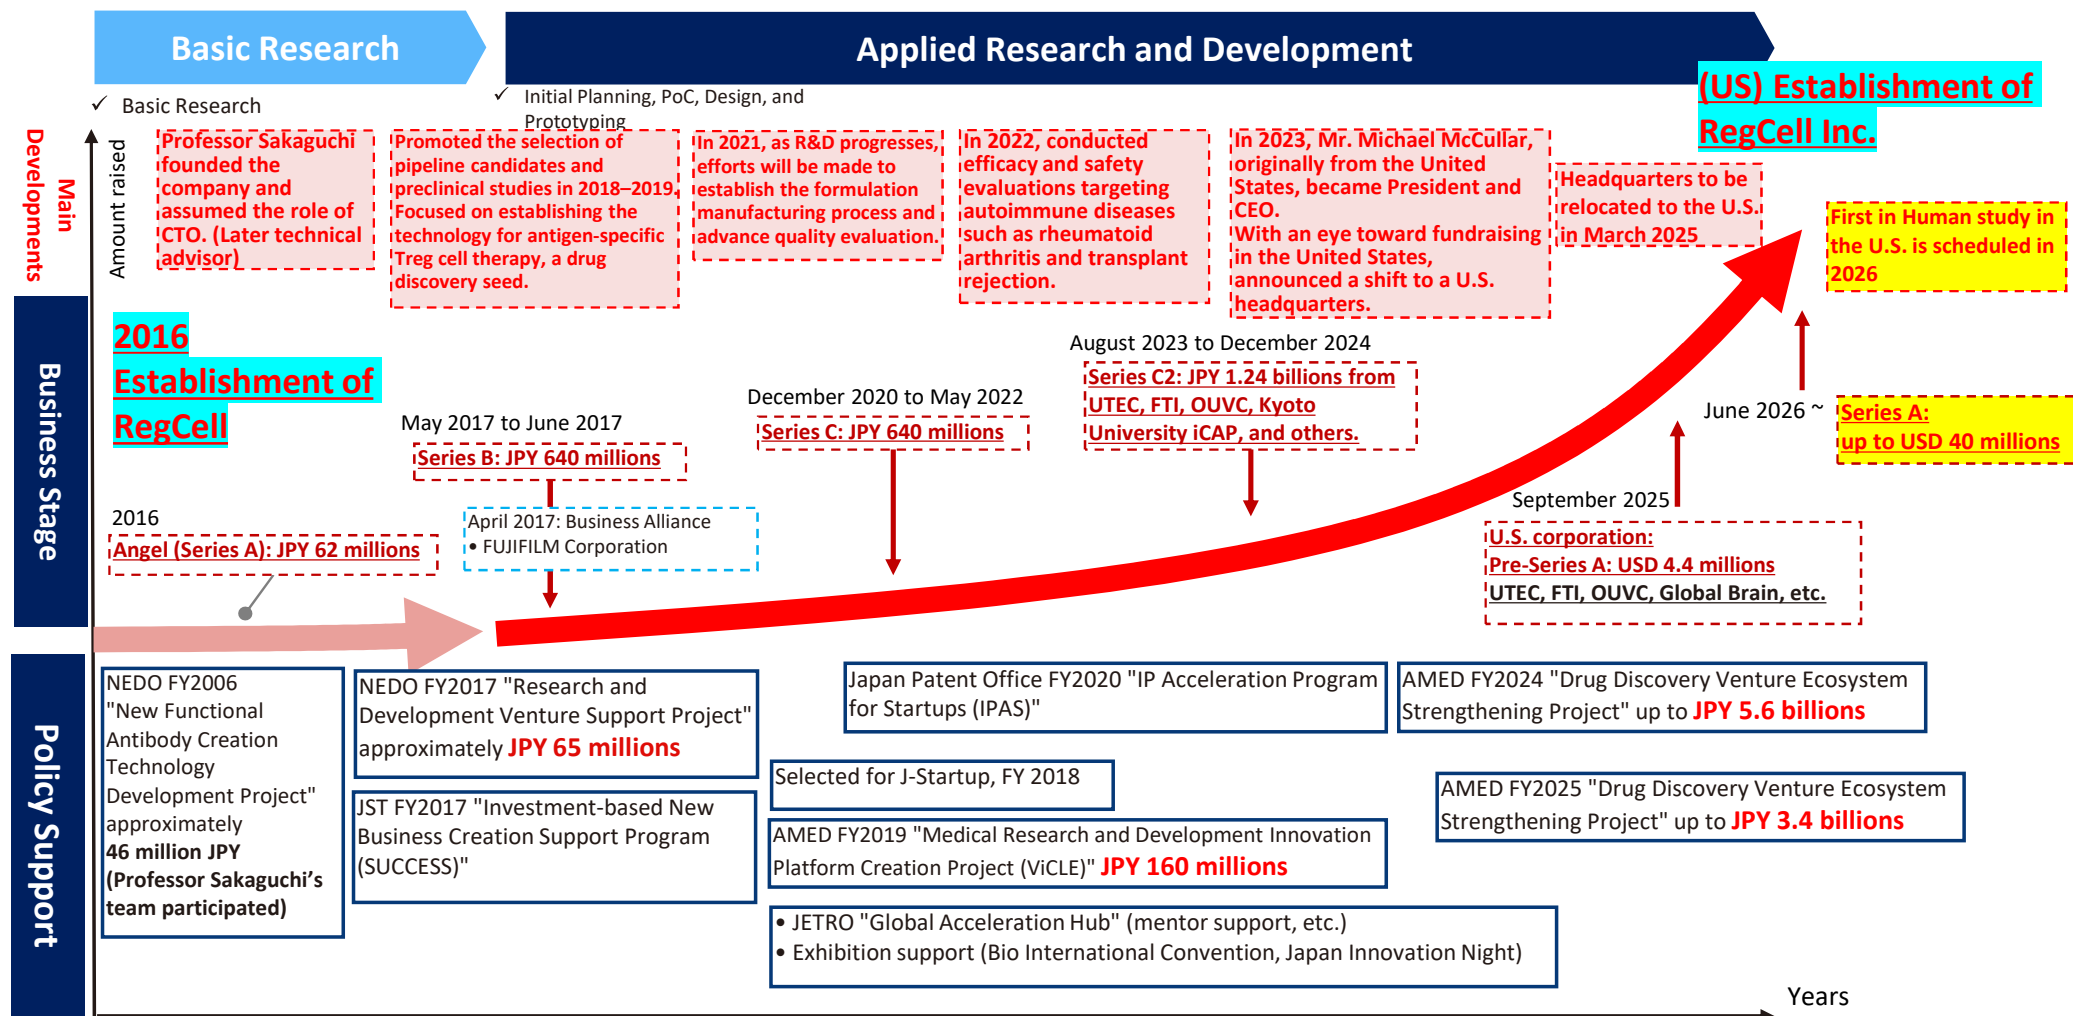 Basic Research
Applied Research and Development
✓ Basic Research
✓ Initial Planning, PoC, Design, and
Prototyping
(US) Establishment of
RegCell Inc.
Main
Developments
Amount raised
Professor Sakaguchi
founded the
company and
assumed the role of
CTO. (Later technical
advisor)
Promoted the selection of
pipeline candidates and
preclinical studies in 2018–2019.
Focused on establishing the
technology for antigen-specific
Treg cell therapy, a drug
discovery seed.
In 2021, as R&D progresses,
efforts will be made to
establish the formulation
manufacturing process and
advance quality evaluation.
In 2022, conducted
efficacy and safety
evaluations targeting
autoimmune diseases
such as rheumatoid
arthritis and transplant
rejection.
In 2023, Mr. Michael McCullar,
originally from the United
States, became President and
CEO.
With an eye toward fundraising
in the United States,
announced a shift to a U.S.
headquarters.
Headquarters to be
relocated to the U.S.
in March 2025
First in Human study in
the U.S. is scheduled in
2026
Business Stage
2016
Establishment of
RegCell
2016
Angel (Series A): JPY 62 millions
May 2017 to June 2017
Series B: JPY 640 millions
April 2017: Business Alliance
• FUJIFILM Corporation
December 2020 to May 2022
Series C: JPY 640 millions
August 2023 to December 2024
Series C2: JPY 1.24 billions from
UTEC, FTI, OUVC, Kyoto
University iCAP, and others.
September 2025
U.S. corporation:
Pre-Series A: USD 4.4 millions
UTEC, FTI, OUVC, Global Brain, etc.
June 2026 ~
Series A:
up to USD 40 millions
Policy Support
NEDO FY2006
"New Functional
Antibody Creation
Technology
Development Project"
approximately
46 million JPY
(Professor Sakaguchi’s
team participated)
NEDO FY2017 "Research and
Development Venture Support Project"
approximately JPY 65 millions
JST FY2017 "Investment-based New
Business Creation Support Program
(SUCCESS)"
Japan Patent Office FY2020 "IP Acceleration Program
for Startups (IPAS)"
Selected for J-Startup, FY 2018
AMED FY2019 "Medical Research and Development Innovation
Platform Creation Project (ViCLE)" JPY 160 millions
• JETRO "Global Acceleration Hub" (mentor support, etc.)
• Exhibition support (Bio International Convention, Japan Innovation Night)
AMED FY2024 "Drug Discovery Venture Ecosystem
Strengthening Project" up to JPY 5.6 billions
AMED FY2025 "Drug Discovery Venture Ecosystem
Strengthening Project" up to JPY 3.4 billions
Years